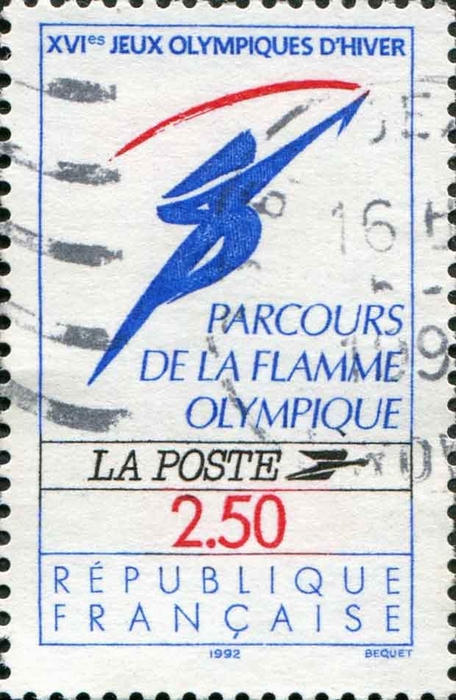 XVIes JEUX OLYMPIQUES D'HIVER
16 H
PARCOURS
DE LA FLAMME
OLYMPIQUE
LA POSTE
2.50
RÉPUBLIQUE
FRANÇAISE
1992 BEQUET